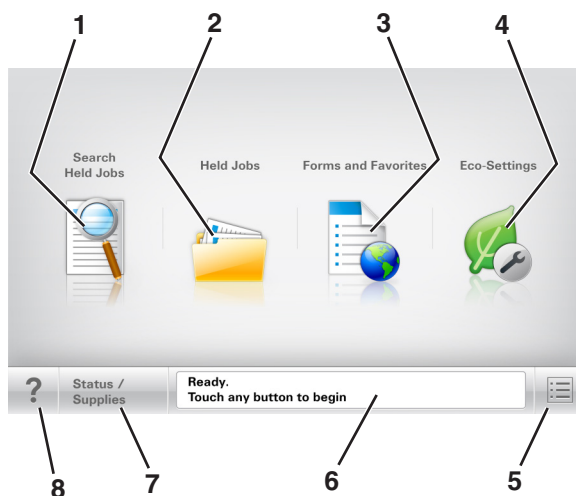 1
2
3
4
Search
Held Jobs
Held Jobs
Forms and Favorites
Eco-Settings
?
Status /
Supplies
Ready.
Touch any button to begin
8
7
6
5